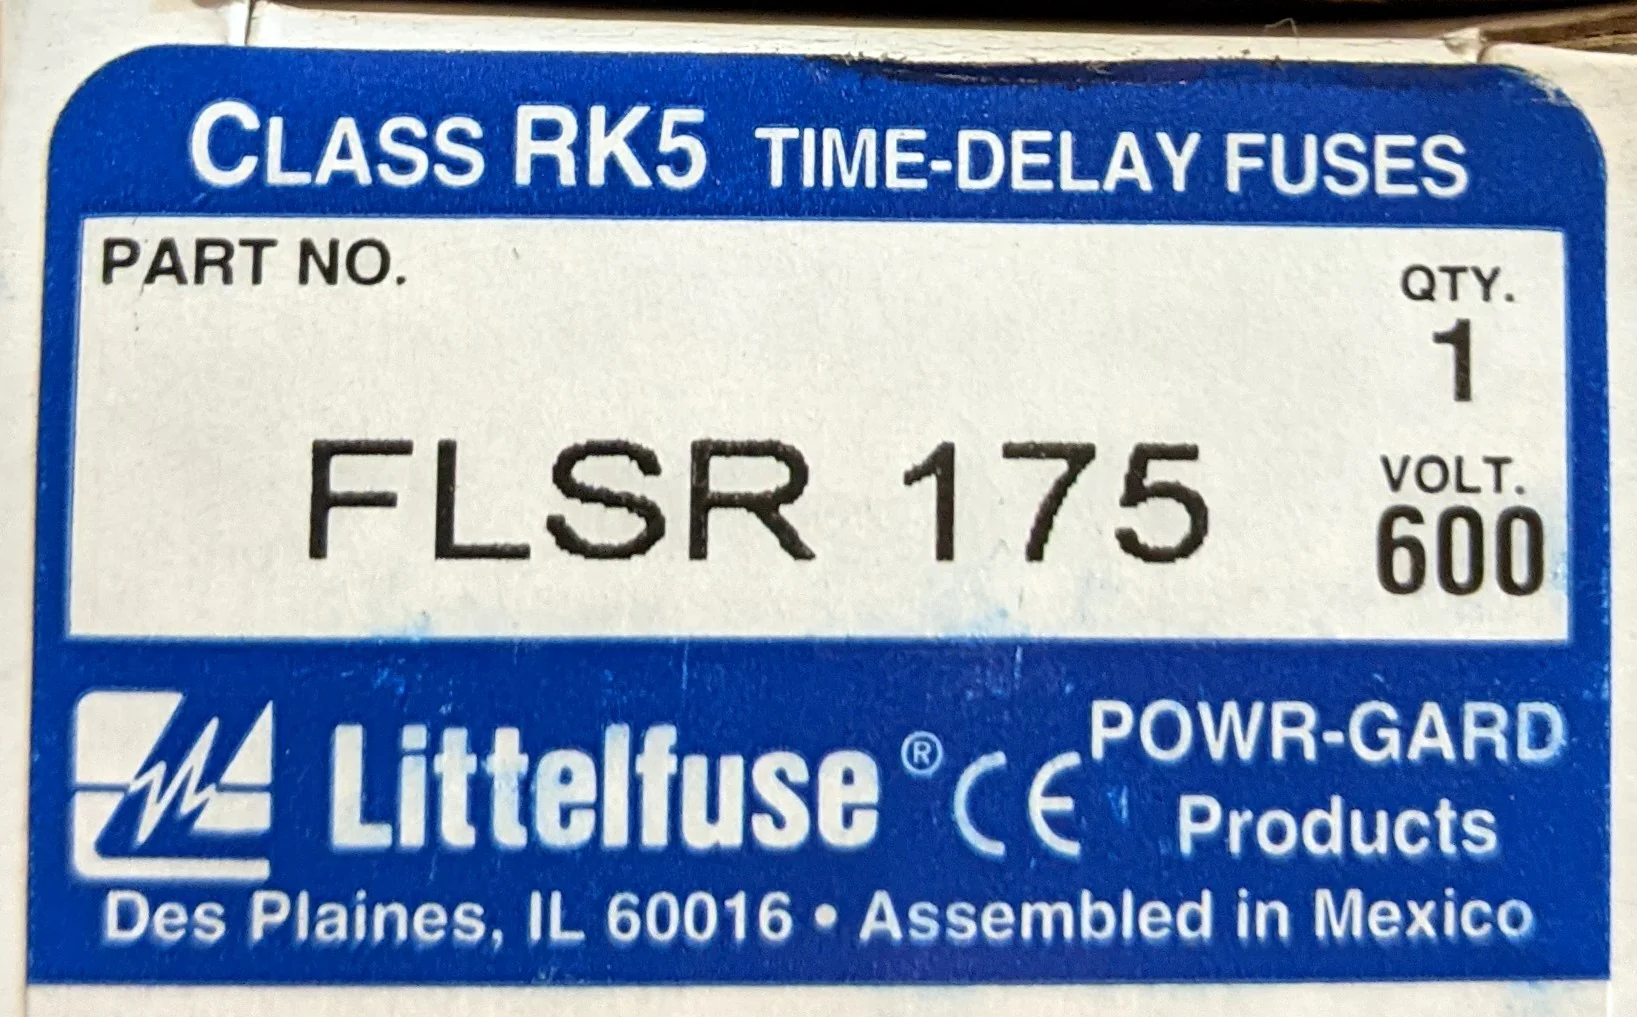 CLASS RK5 TIME-DELAY FUSES
PART NO.
QTY.
1
FLSR 175
VOLT.
600
Littelfuse® CE POWR-GARD
Products
Des Plaines, IL 60016 • Assembled in Mexico